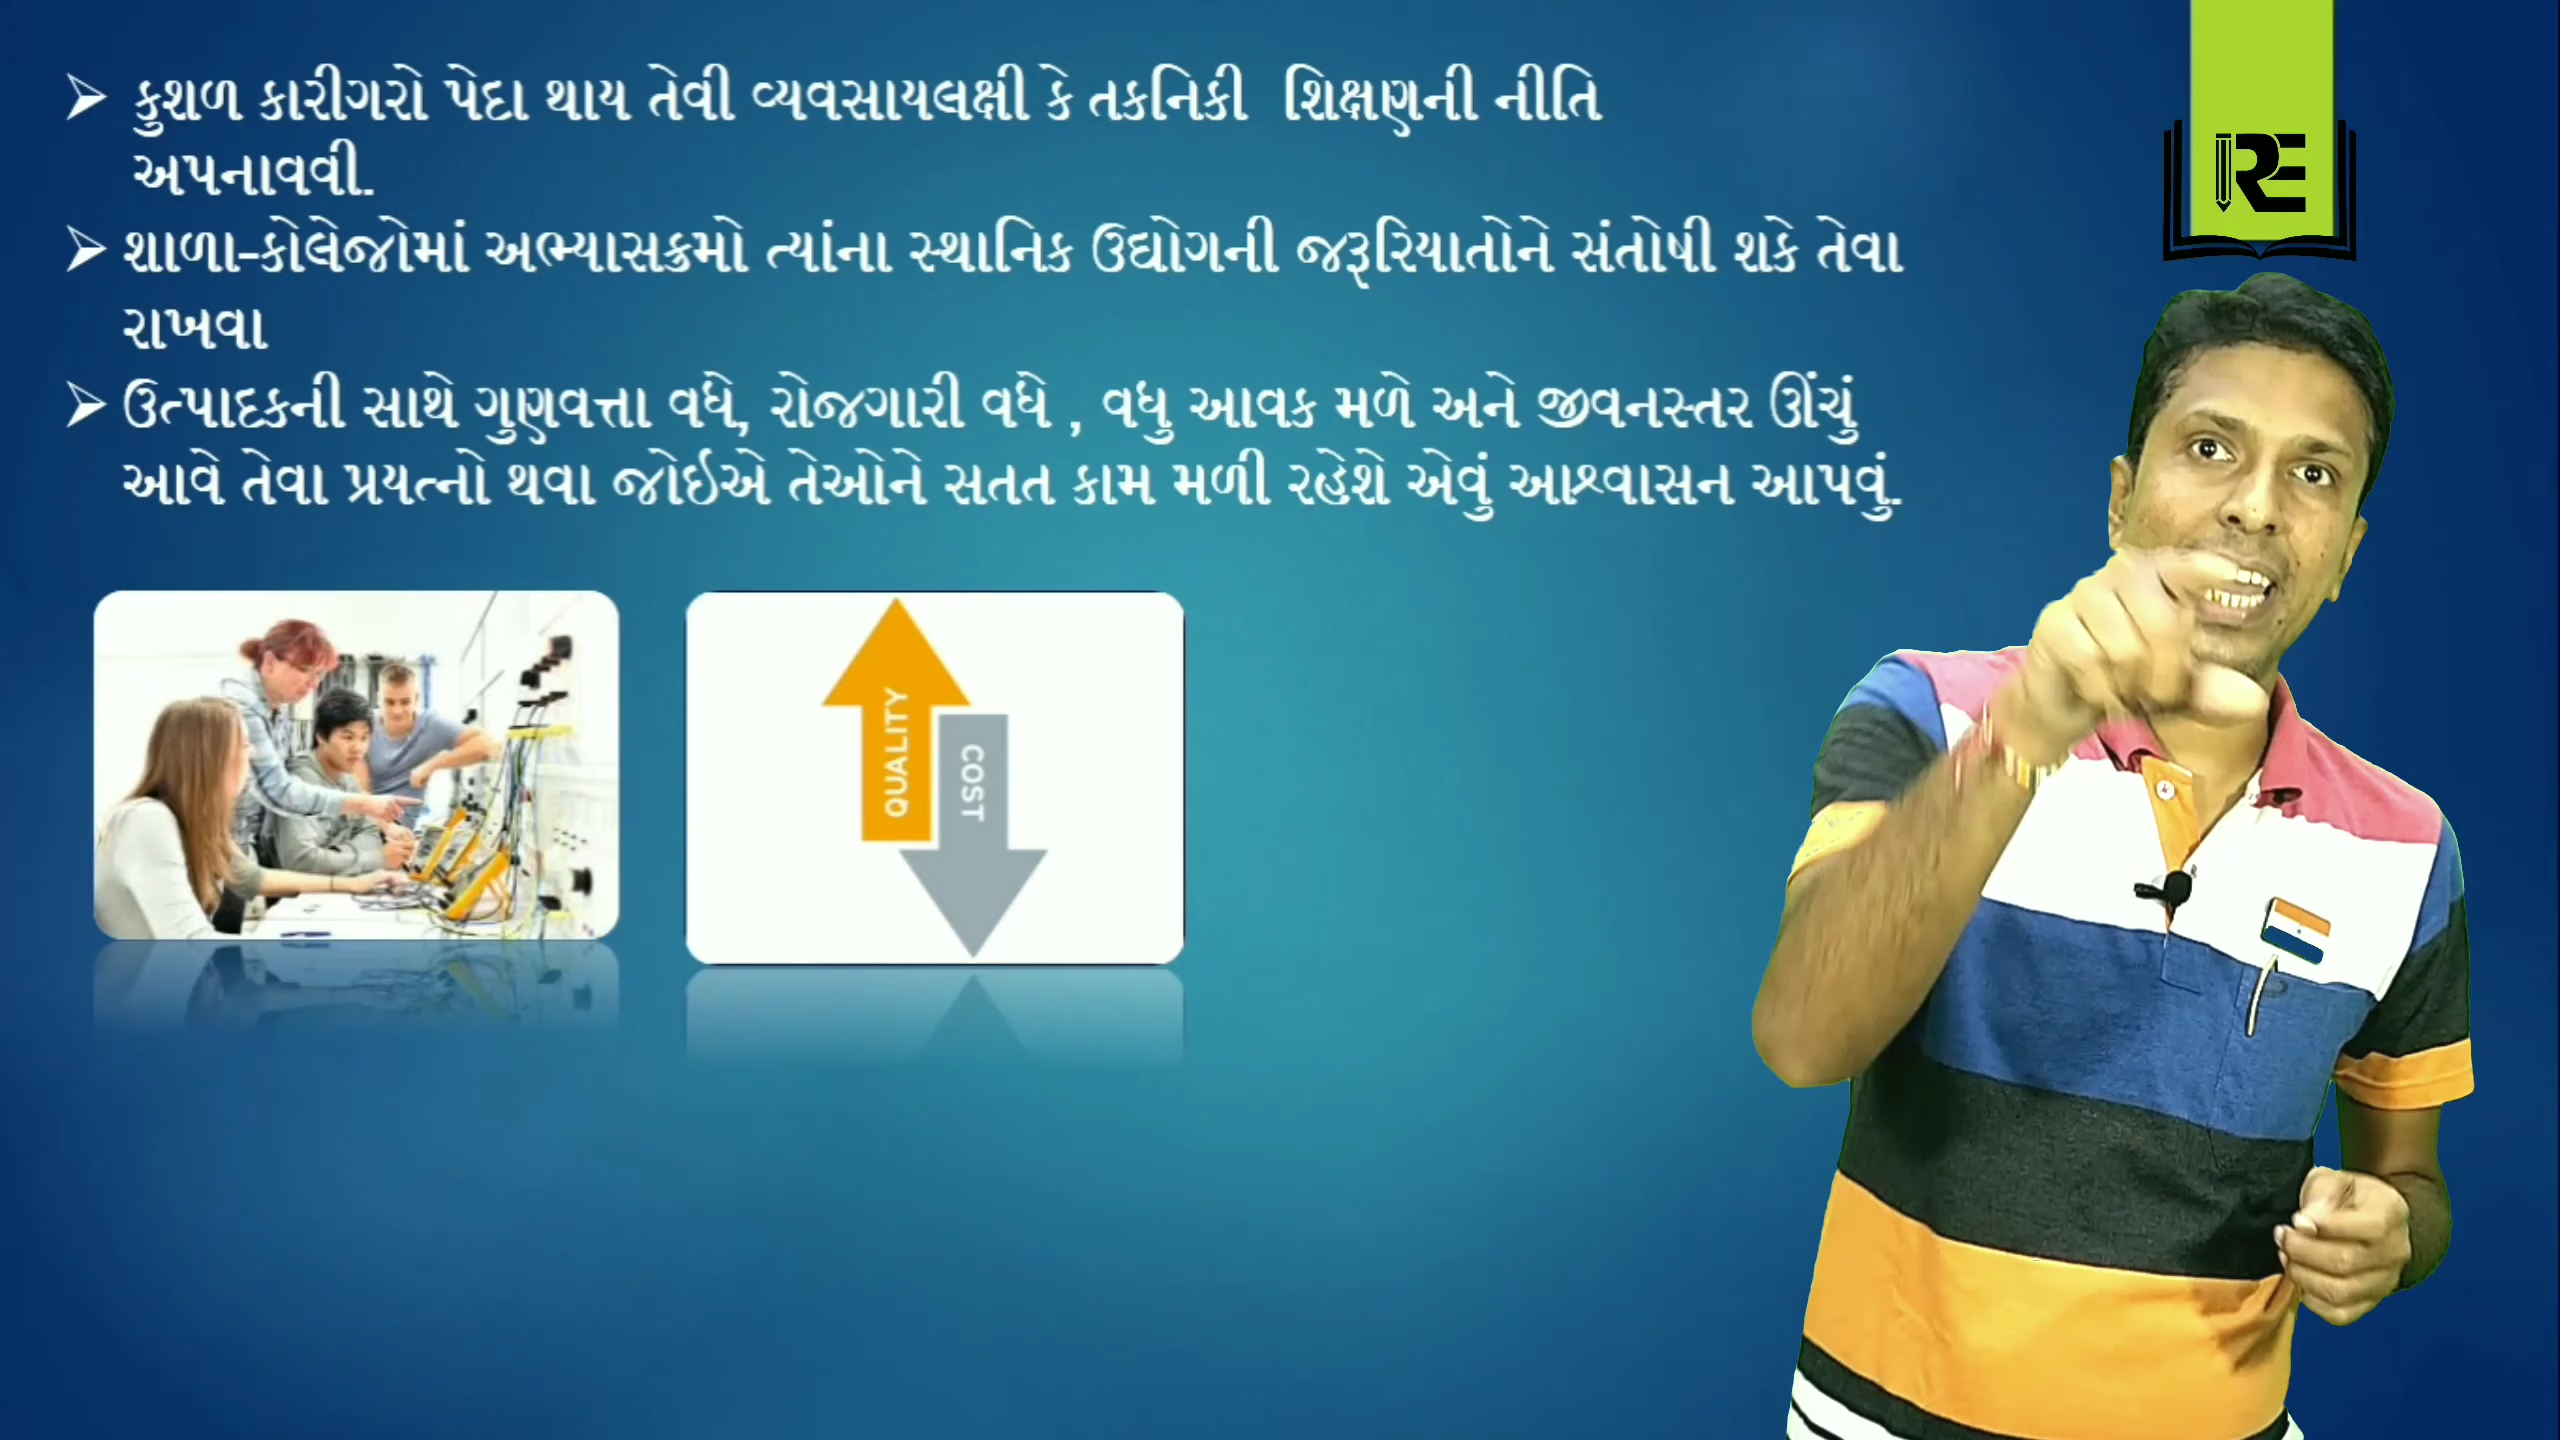 ➢ કુશળ કારીગરો પેદા થાય તેવી વ્યવસાયલક્ષી કે તકનિકી શિક્ષણની નીતિ
અપનાવવી.
➢ શાળા-કોલેજોમાં અભ્યાસક્રમો ત્યાંના સ્થાનિક ઉદ્યોગની જરૂરિયાતોને સંતોષી શકે તેવા
રાખવા
➢ ઉત્પાદકની સાથે ગુણવત્તા વધે, રોજગારી વધે , વધુ આવક મળે અને જીવનસ્તર ઊંચું
આવે તેવા પ્રયત્નો થવા જોઈએ તેઓને સતત કામ મળી રહેશે એવું આશ્વાસન આપવું.
QUALITY
COST
RE